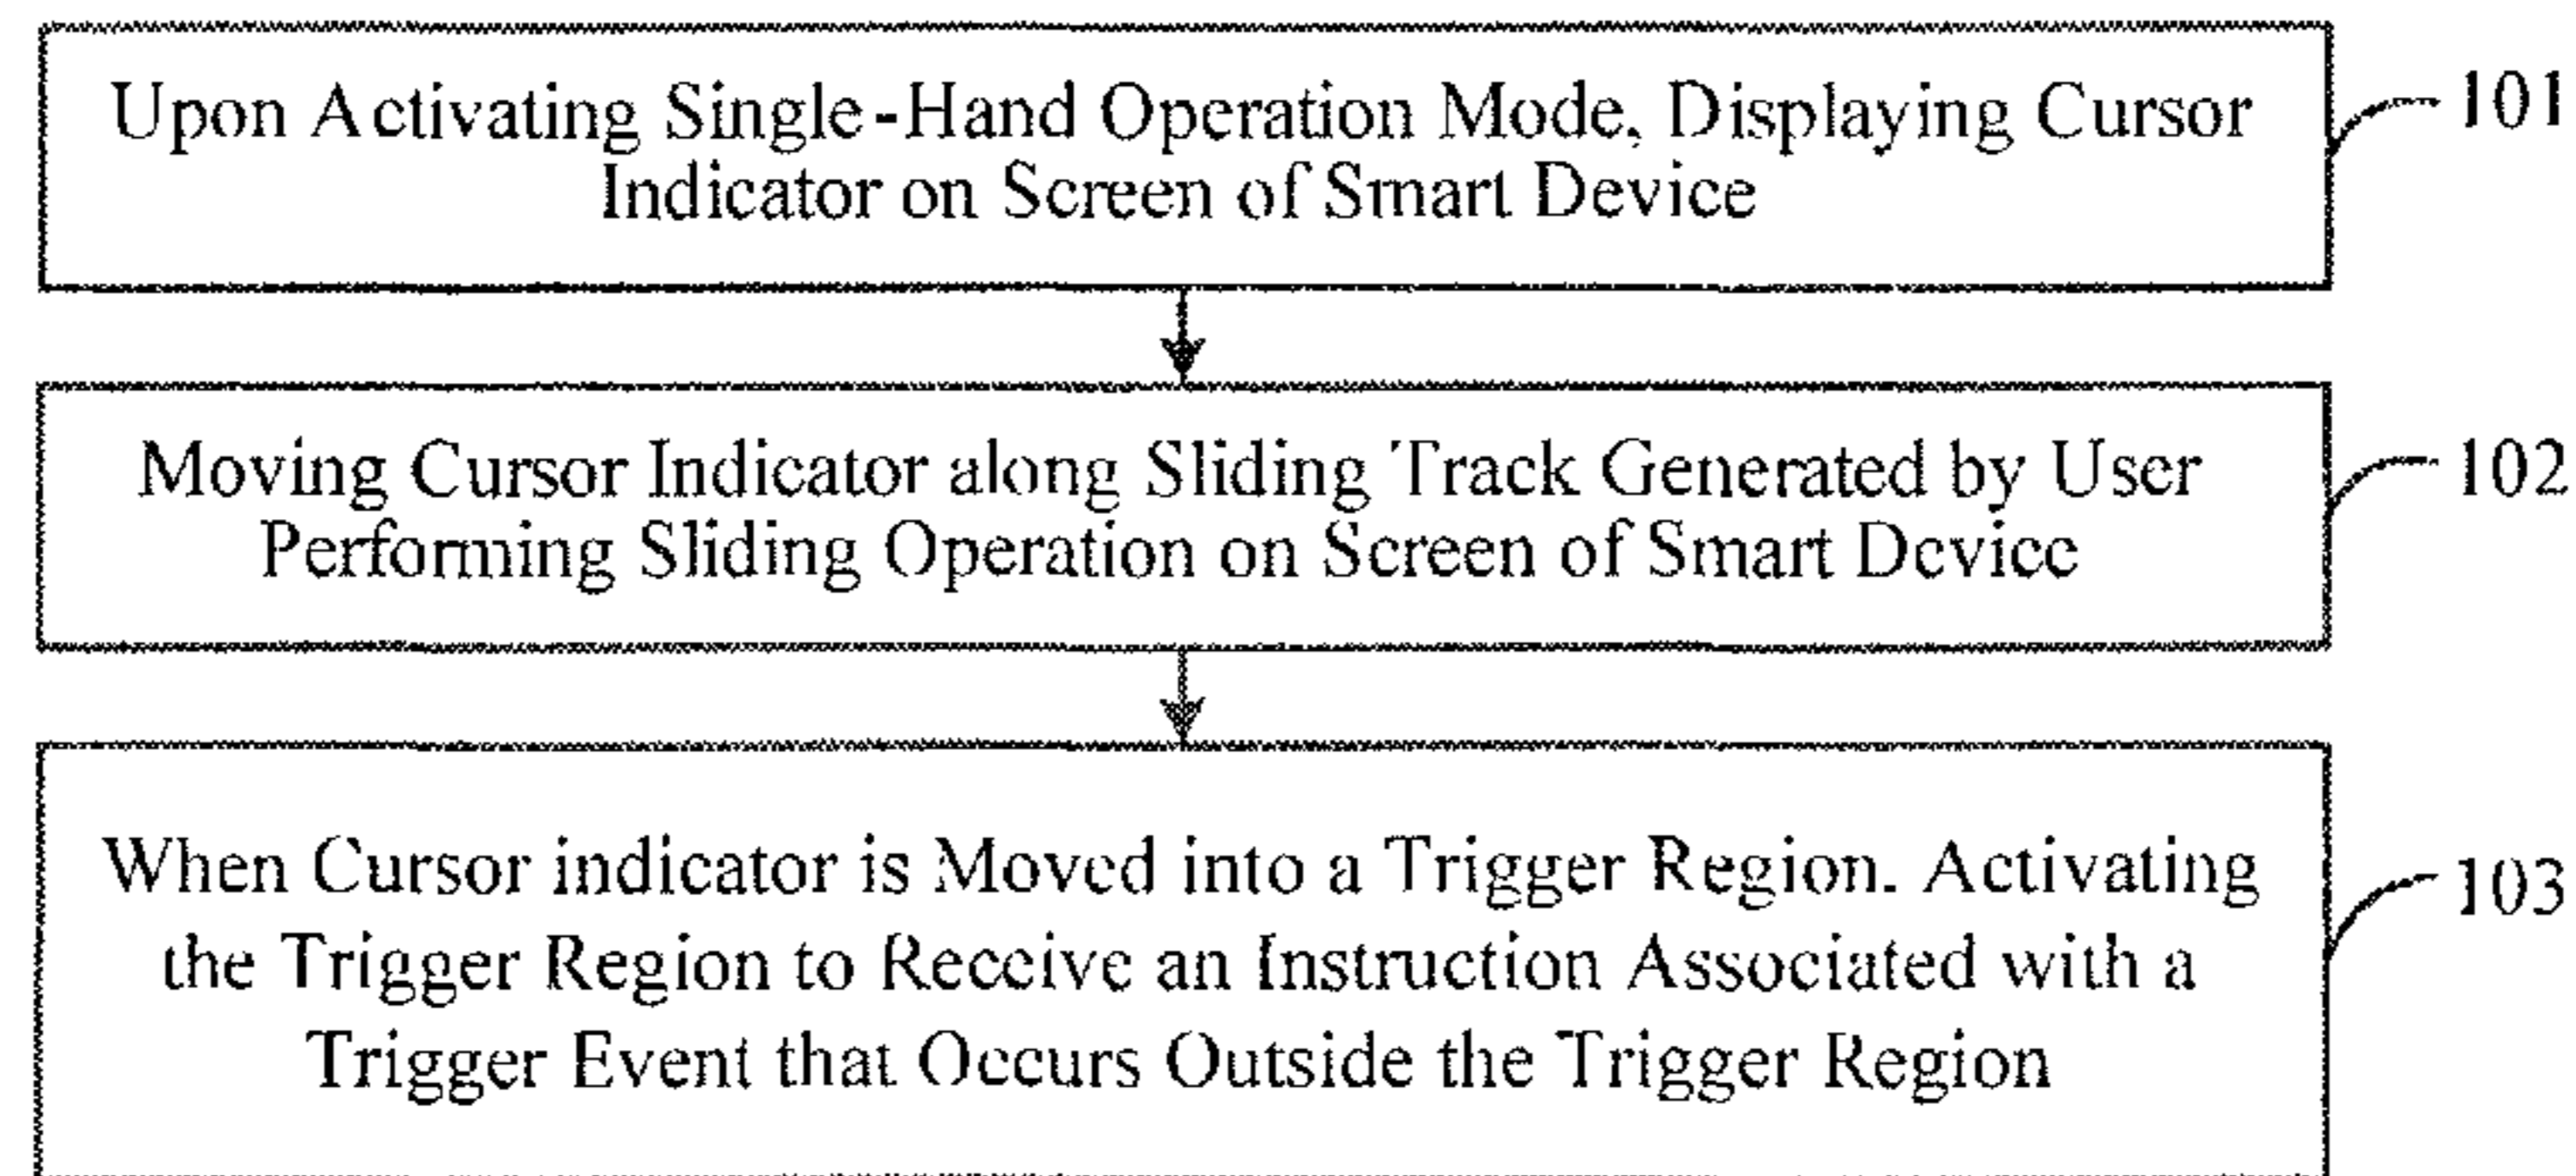 Upon Activating Single-Hand Operation Mode, Displaying Cursor
Indicator on Screen of Smart Device
101
Moving Cursor Indicator along Sliding Track Generated by User
Performing Sliding Operation on Screen of Smart Device
102
When Cursor indicator is Moved into a Trigger Region. Activating
the Trigger Region to Receive an Instruction Associated with a
Trigger Event that Occurs Outside the Trigger Region
103